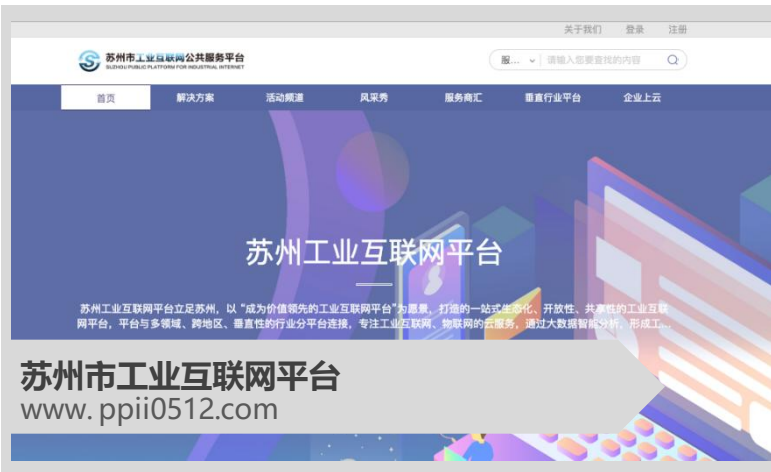 关于我们 登录 注册
苏州市工业互联网公共服务平台
SUZHOU PUBLIC PLATFORM FOR INDUSTRIAL INTERNET
服... 请输入您要查找的内容
首页 解决方案 活动频道 风采秀 服务商汇 垂直行业平台 企业上云
苏州工业互联网平台
苏州工业互联网平台立足苏州，以“成为价值领先的工业互联网平台”为愿景，打造的一站式生态化、开放性、共享性的工业互联
网平台，平台与多领域、跨地区、垂直性的行业分平台连接，专注工业互联网、物联网的云服务，通过大数据智能分析，形成工...
苏州市工业互联网平台
www. ppii0512.com